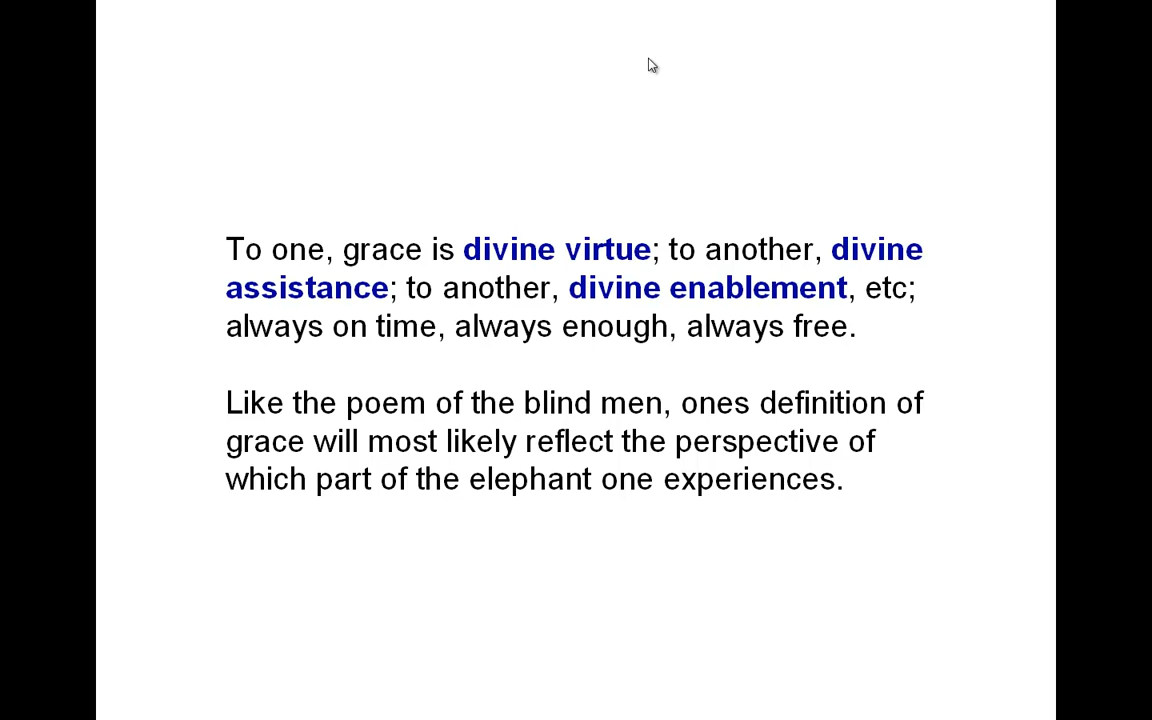 To one, grace is divine virtue; to another, divine
assistance; to another, divine enablement, etc;
always on time, always enough, always free.
Like the poem of the blind men, ones definition of
grace will most likely reflect the perspective of
which part of the elephant one experiences.